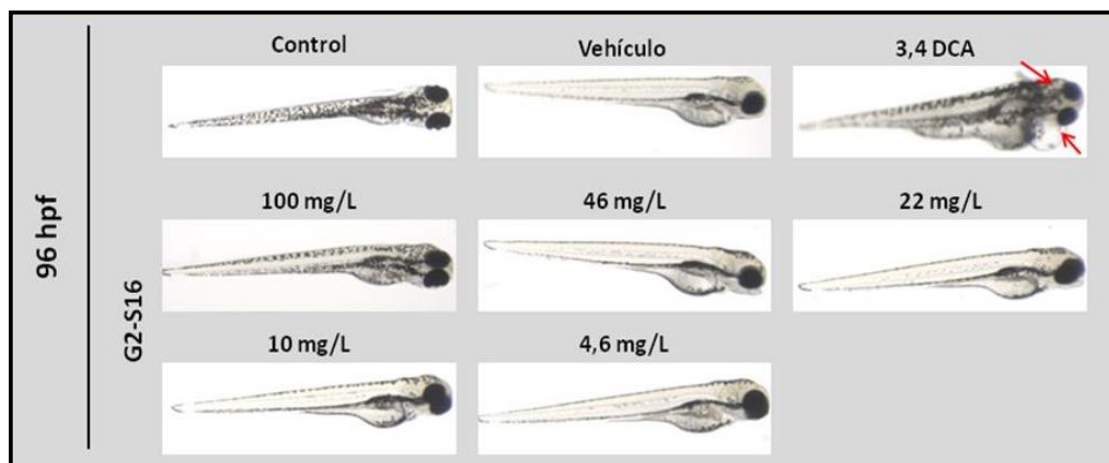 Control
Vehículo
3,4 DCA
96 hpf
G2-S16
100 mg/L
46 mg/L
22 mg/L
10 mg/L
4,6 mg/L